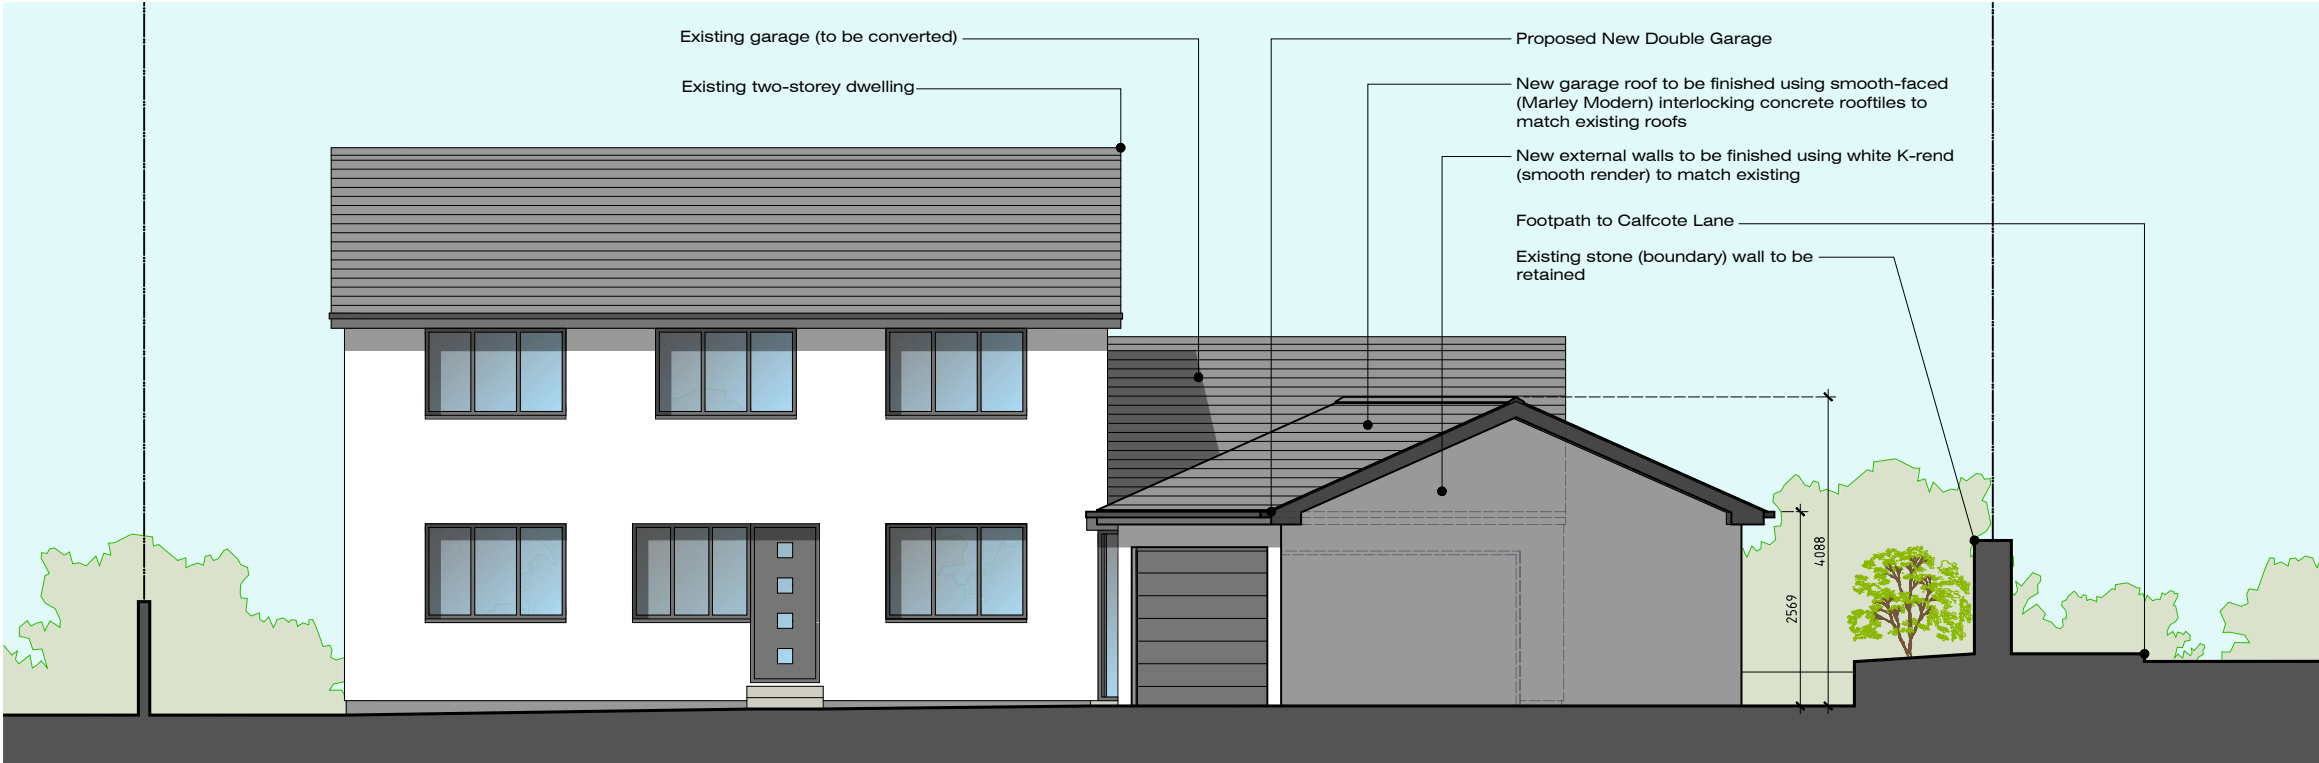 Existing garage (to be converted)
Existing two-storey dwelling
Proposed New Double Garage
New garage roof to be finished using smooth-faced
(Marley Modern) interlocking concrete rooftiles to
match existing roofs
New external walls to be finished using white K-rend
(smooth render) to match existing
Footpath to Calfcote Lane
Existing stone (boundary) wall to be
retained
4088
2569